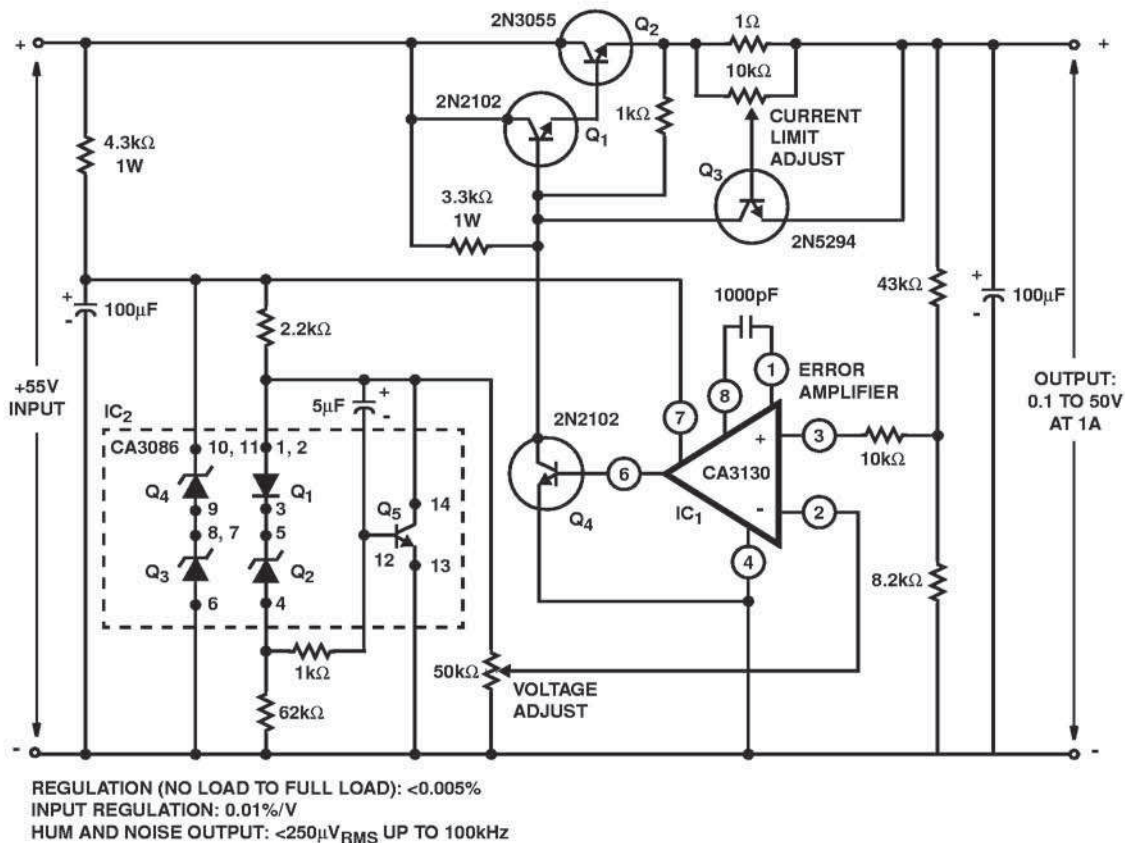 2N3055
Q2
1Ω
+
+
10kΩ
2N2102
Q1
1kΩ
CURRENT
LIMIT
ADJUST
4.3kΩ
1W
Q3
3.3kΩ
1W
2N5294
+
-
100μF
1000pF
43kΩ
+
-
100μF
2.2kΩ
+55V
INPUT
1
ERROR
AMPLIFIER
OUTPUT:
0.1 TO 50V
AT 1A
5μF
+
-
8
IC2
2N2102
7
CA3086
10, 11
1, 2
+
3
6
CA3130
10kΩ
Q4
Q1
14
9
3
Q5
Q4
IC1
-
2
8, 7
5
12
13
4
Q3
Q2
8.2kΩ
6
4
1kΩ
50kΩ
VOLTAGE
ADJUST
62kΩ
-
-
REGULATION (NO LOAD TO FULL LOAD): <0.005%
INPUT REGULATION: 0.01%/V
HUM AND NOISE OUTPUT: <250μVRMS UP TO 100kHz